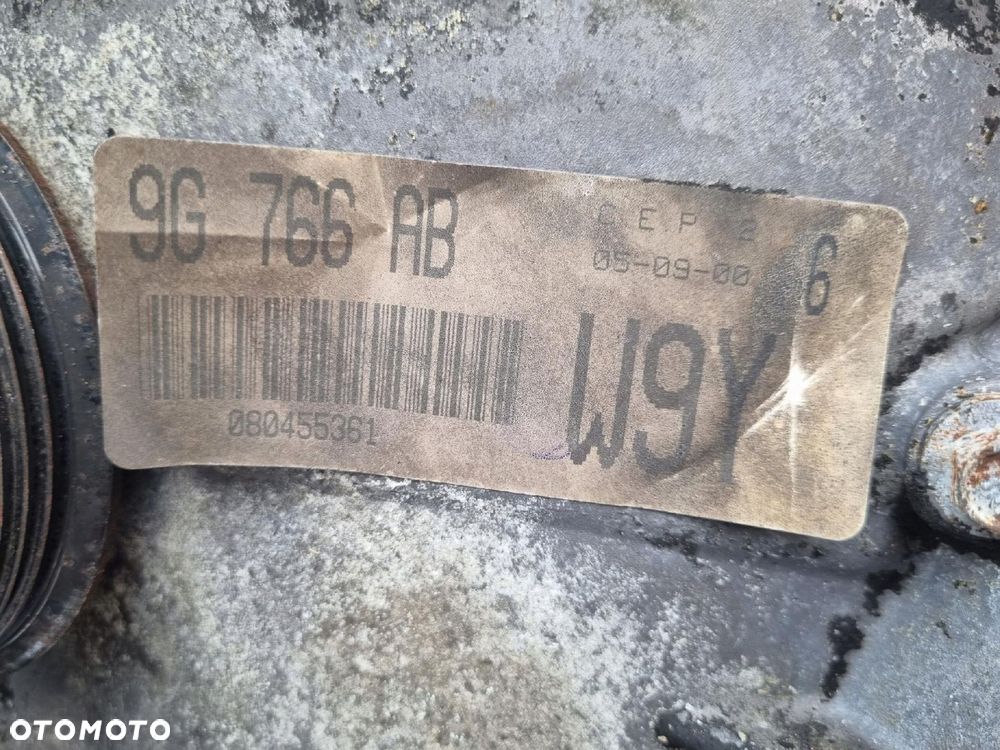 9G 766 AB
C E P 2
05-09-00
6
W9Y
080455361
OTOMOTO